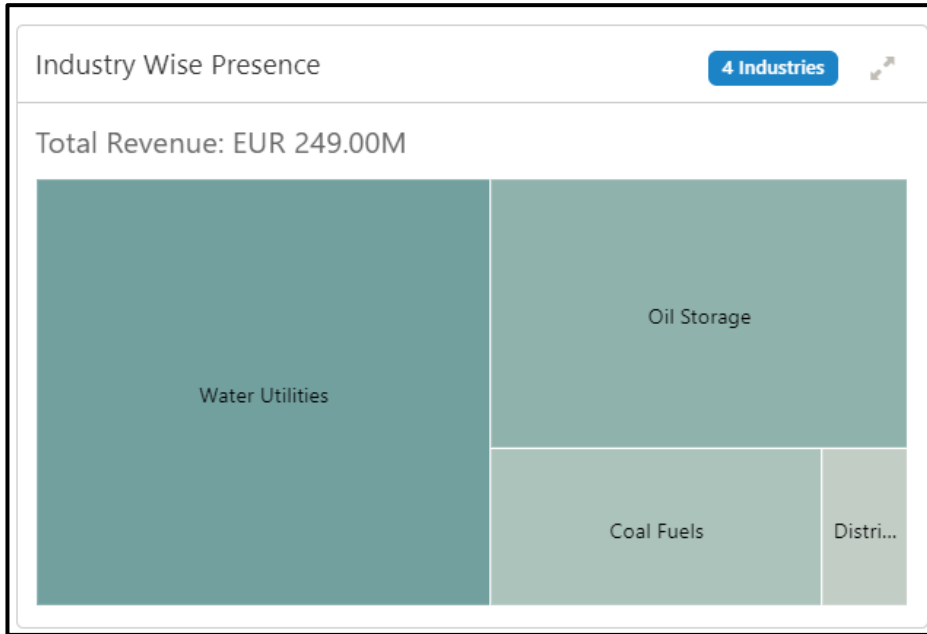 Industry Wise Presence
4 Industries
Total Revenue: EUR 249.00M
Oil Storage
Water Utilities
Coal Fuels
Distri...